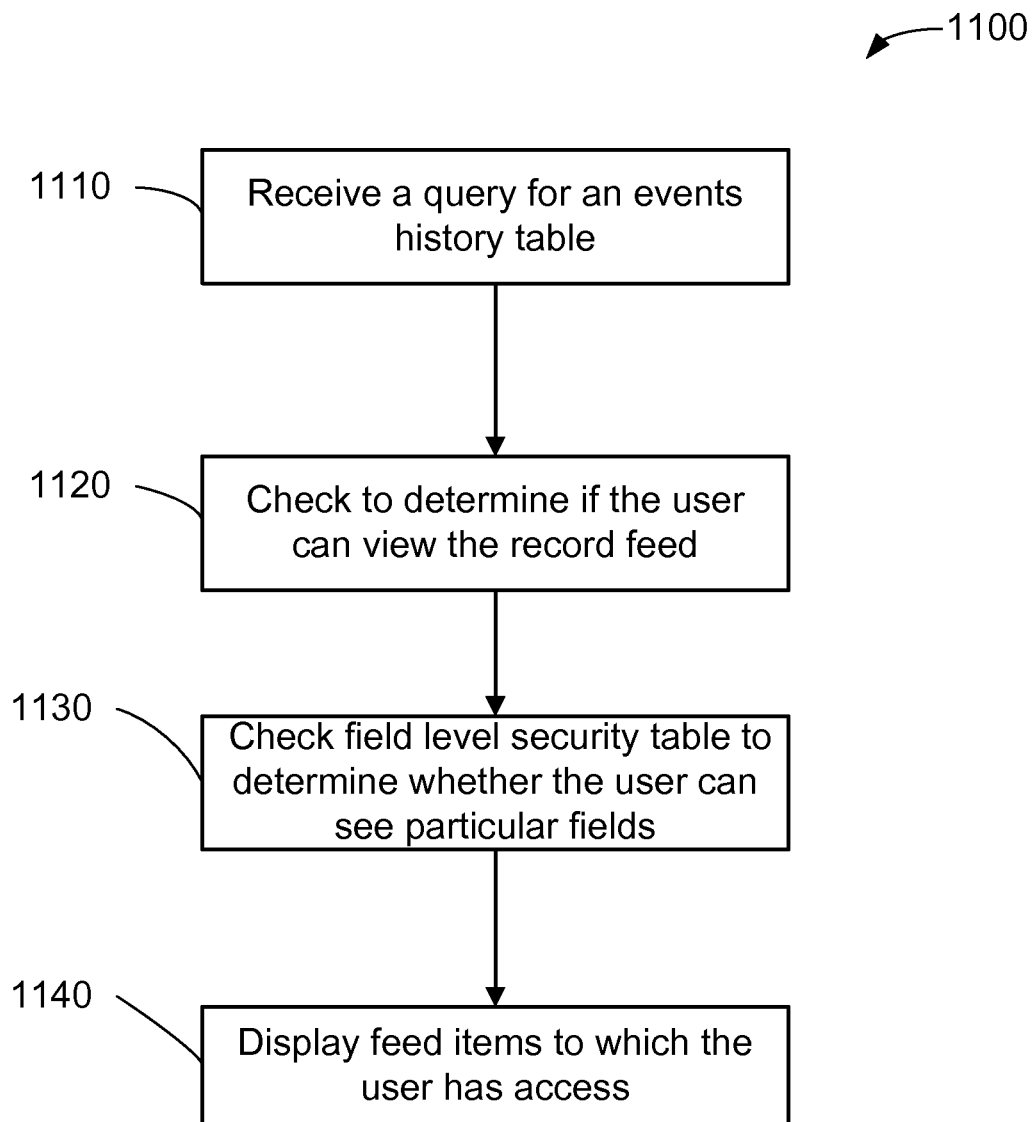 1100
1110
Receive a query for an events
history table
1120
Check to determine if the user
can view the record feed
1130
Check field level security table to
determine whether the user can
see particular fields
1140
Display feed items to which the
user has access